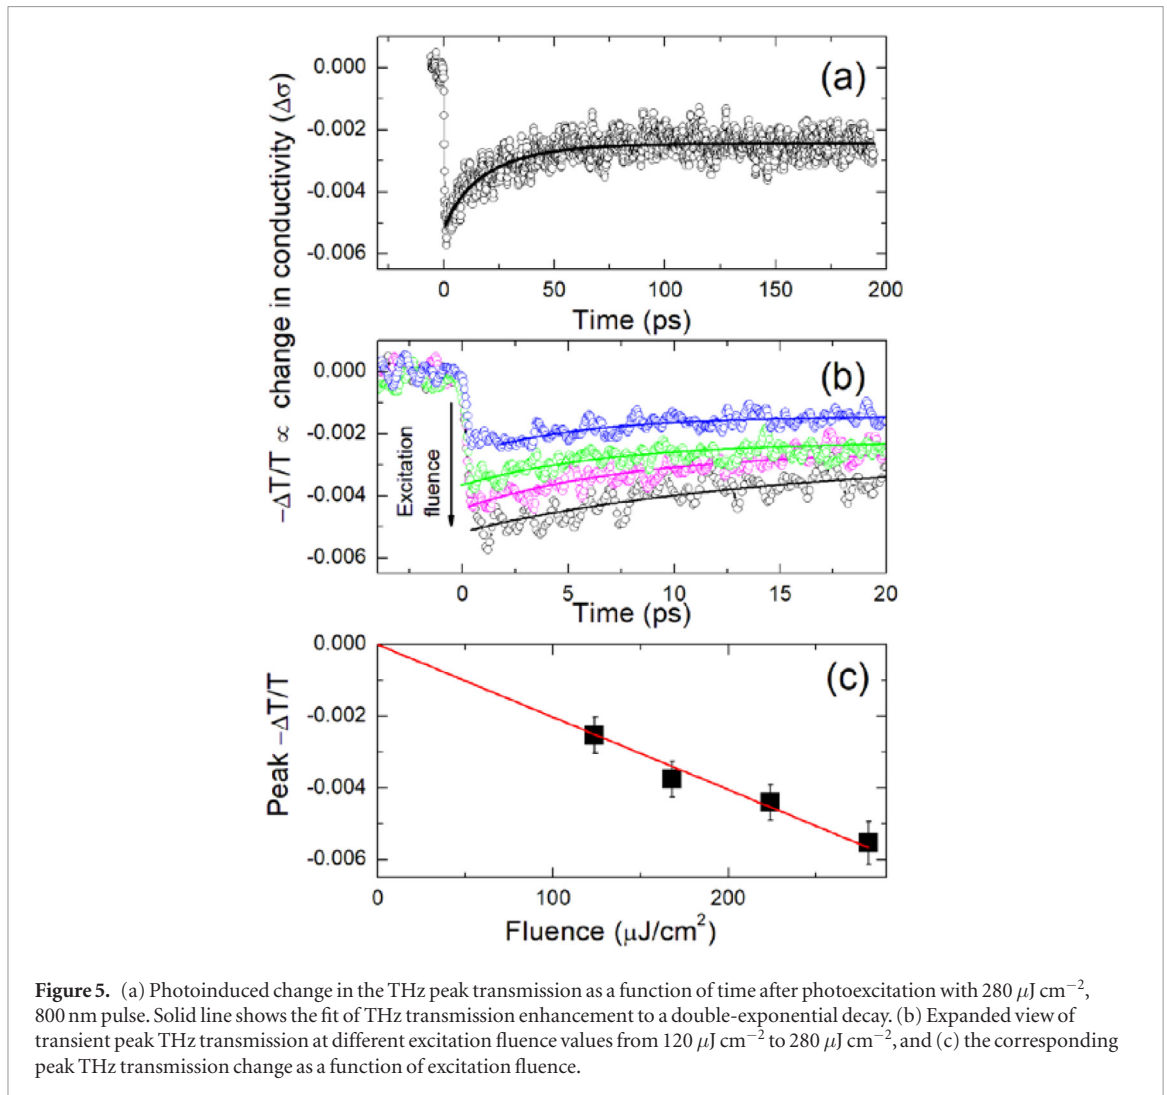 −ΔT/T ∝ change in conductivity (Δσ)
(a)
0.000
-0.002
-0.004
-0.006
0 50 100 150 200
Time (ps)
(b)
0.000
-0.002
-0.004
-0.006
Excitation
fluence
0 5 10 15 20
Time (ps)
(c)
Peak −ΔT/T
0.000
-0.002
-0.004
-0.006
0 100 200
Fluence (μJ/cm²)
Figure 5. (a) Photoinduced change in the THz peak transmission as a function of time after photoexcitation with 280 μJ cm⁻²,
800 nm pulse. Solid line shows the fit of THz transmission enhancement to a double-exponential decay. (b) Expanded view of
transient peak THz transmission at different excitation fluence values from 120 μJ cm⁻² to 280 μJ cm⁻², and (c) the corresponding
peak THz transmission change as a function of excitation fluence.